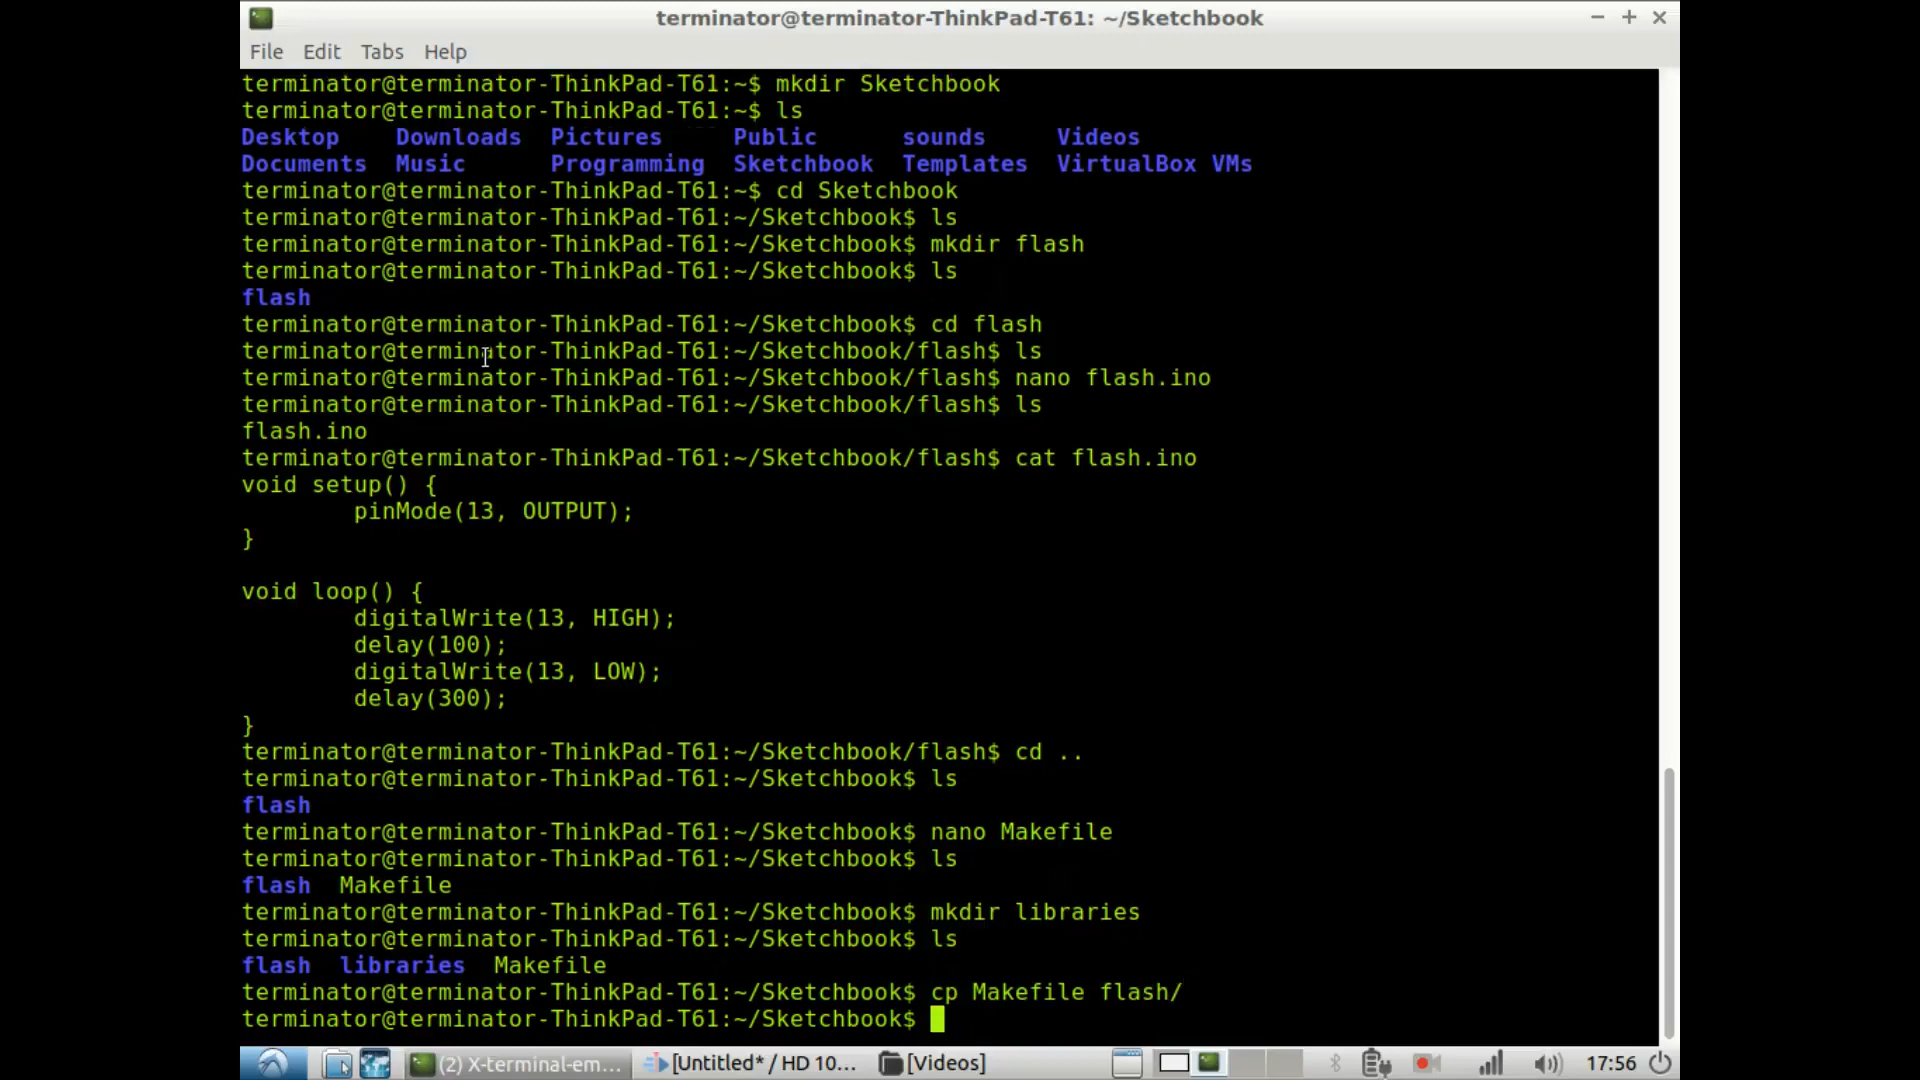 terminator@terminator-ThinkPad-T61: ~/Sketchbook
File Edit Tabs Help
terminator@terminator-ThinkPad-T61:~$ mkdir Sketchbook
terminator@terminator-ThinkPad-T61:~$ ls
Desktop Downloads Pictures Public sounds Videos
Documents Music Programming Sketchbook Templates VirtualBox VMs
terminator@terminator-ThinkPad-T61:~$ cd Sketchbook
terminator@terminator-ThinkPad-T61:~/Sketchbook$ ls
terminator@terminator-ThinkPad-T61:~/Sketchbook$ mkdir flash
terminator@terminator-ThinkPad-T61:~/Sketchbook$ ls
flash
terminator@terminator-ThinkPad-T61:~/Sketchbook$ cd flash
terminator@terminator-ThinkPad-T61:~/Sketchbook/flash$ ls
terminator@terminator-ThinkPad-T61:~/Sketchbook/flash$ nano flash.ino
terminator@terminator-ThinkPad-T61:~/Sketchbook/flash$ ls
flash.ino
terminator@terminator-ThinkPad-T61:~/Sketchbook/flash$ cat flash.ino
void setup() {
        pinMode(13, OUTPUT);
}
void loop() {
        digitalWrite(13, HIGH);
        delay(100);
        digitalWrite(13, LOW);
        delay(300);
}
terminator@terminator-ThinkPad-T61:~/Sketchbook/flash$ cd ..
terminator@terminator-ThinkPad-T61:~/Sketchbook$ ls
flash
terminator@terminator-ThinkPad-T61:~/Sketchbook$ nano Makefile
terminator@terminator-ThinkPad-T61:~/Sketchbook$ ls
flash Makefile
terminator@terminator-ThinkPad-T61:~/Sketchbook$ mkdir libraries
terminator@terminator-ThinkPad-T61:~/Sketchbook$ ls
flash libraries Makefile
terminator@terminator-ThinkPad-T61:~/Sketchbook$ cp Makefile flash/
terminator@terminator-ThinkPad-T61:~/Sketchbook$
(2) X-terminal-em... [Untitled* / HD 10... [Videos] 17:56